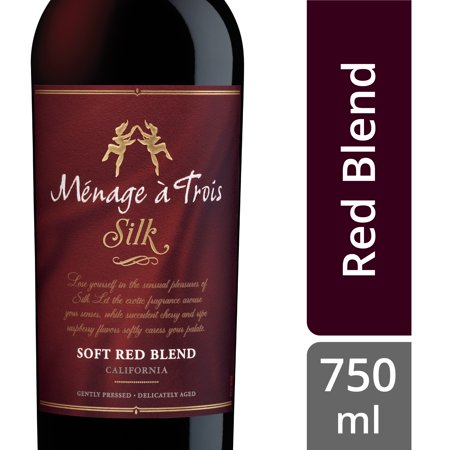 Ménage à Trois
Silk
Lose yourself in the sensual pleasures of
Silk. Let the exotic fragrance arouse
your senses, while succulent cherry and ripe
raspberry flavors softly caress your palate.
SOFT RED BLEND
CALIFORNIA
GENTLY PRESSED • DELICATELY AGED
Red Blend
750
ml